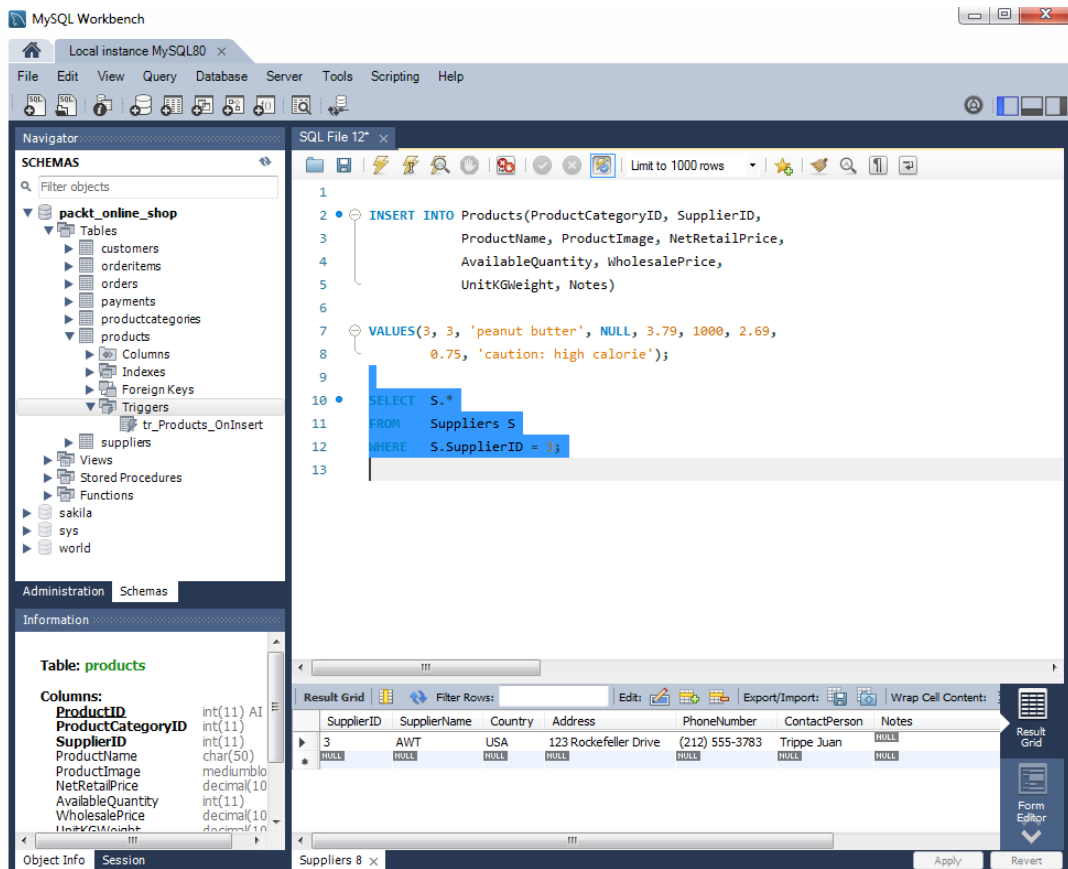 MySQL Workbench
Local instance MySQL80
File Edit View Query Database Server Tools Scripting Help
Navigator
SCHEMAS
Filter objects
packt_online_shop
Tables
customers
orderitems
orders
payments
productcategories
products
Columns
Indexes
Foreign Keys
Triggers
tr_Products_OnInsert
suppliers
Views
Stored Procedures
Functions
sakila
sys
world
Administration Schemas
Information
Table: products
Columns:
ProductID int(11) AI
ProductCategoryID int(11)
SupplierID int(11)
ProductName char(50)
ProductImage mediumblo
NetRetailPrice decimal(10
AvailableQuantity int(11)
WholesalePrice decimal(10
UnitKGWeight decimal(10
Object Info Session
SQL File 12*
Limit to 1000 rows
1
2 INSERT INTO Products(ProductCategoryID, SupplierID,
3 ProductName, ProductImage, NetRetailPrice,
4 AvailableQuantity, WholesalePrice,
5 UnitKGWeight, Notes)
6
7 VALUES(3, 3, 'peanut butter', NULL, 3.79, 1000, 2.69,
8 0.75, 'caution: high calorie');
9
10 SELECT S.*
11 FROM Suppliers S
12 WHERE S.SupplierID = 3;
13
Result Grid Filter Rows: Edit: Export/Import: Wrap Cell Content:
SupplierID SupplierName Country Address PhoneNumber ContactPerson Notes
3 AWT USA 123 Rockefeller Drive (212) 555-3783 Trippe Juan NULL
NULL NULL NULL NULL NULL NULL NULL
Result
Grid
Form
Editor
Suppliers 8
Apply Revert